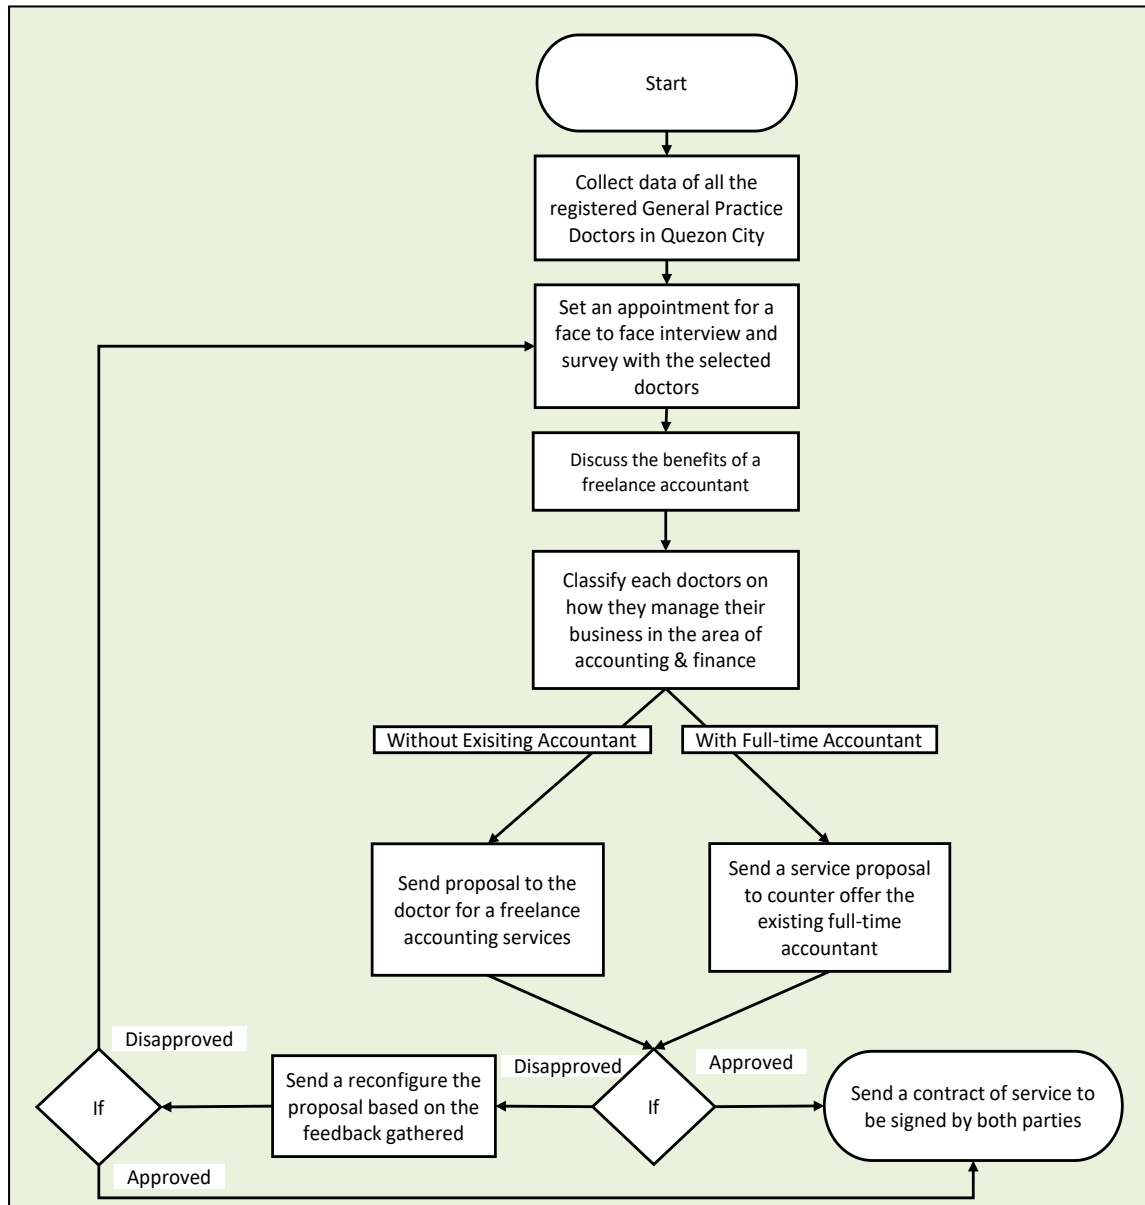 Start
Collect data of all the
registered General Practice
Doctors in Quezon City
Set an appointment for a
face to face interview and
survey with the selected
doctors
Discuss the benefits of a
freelance accountant
Classify each doctors on
how they manage their
business in the area of
accounting & finance
Without Exisiting Accountant
With Full-time Accountant
Send proposal to the
doctor for a freelance
accounting services
Send a service proposal
to counter offer the
existing full-time
accountant
Disapproved
If
Approved
Send a reconfigure the
proposal based on the
feedback gathered
Disapproved
If
Approved
Send a contract of service to
be signed by both parties